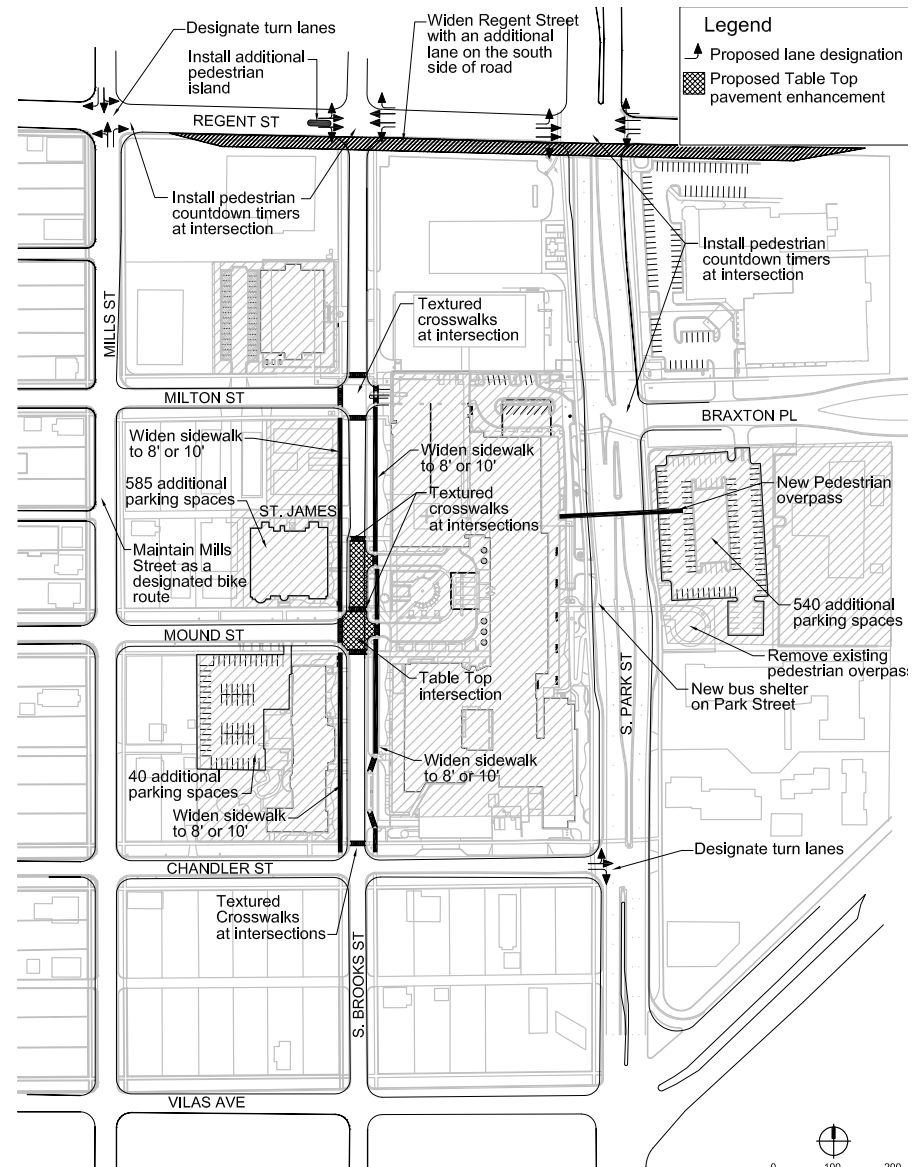 Designate turn lanes
Install additional
pedestrian
island
Widen Regent Street
with an additional
lane on the south
side of road
Legend
Proposed lane designation
Proposed Table Top
pavement enhancement
REGENT ST
Install pedestrian
countdown timers
at intersection
Install pedestrian
countdown timers
at intersection
MILLS ST
Textured
crosswalks
at intersection
MILTON ST
BRAXTON PL
Widen sidewalk
to 8' or 10'
Widen sidewalk
to 8' or 10'
585 additional
parking spaces
ST. JAMES
Textured
crosswalks
at intersections
New Pedestrian
overpass
Maintain Mills
Street as a
designated bike
route
540 additional
parking spaces
MOUND ST
Remove existing
pedestrian overpass
Table Top
intersection
New bus shelter
on Park Street
S. PARK ST
40 additional
parking spaces
Widen sidewalk
to 8' or 10'
Widen sidewalk
to 8' or 10'
Designate turn lanes
CHANDLER ST
Textured
Crosswalks
at intersections
S. BROOKS ST
VILAS AVE
0 100 200